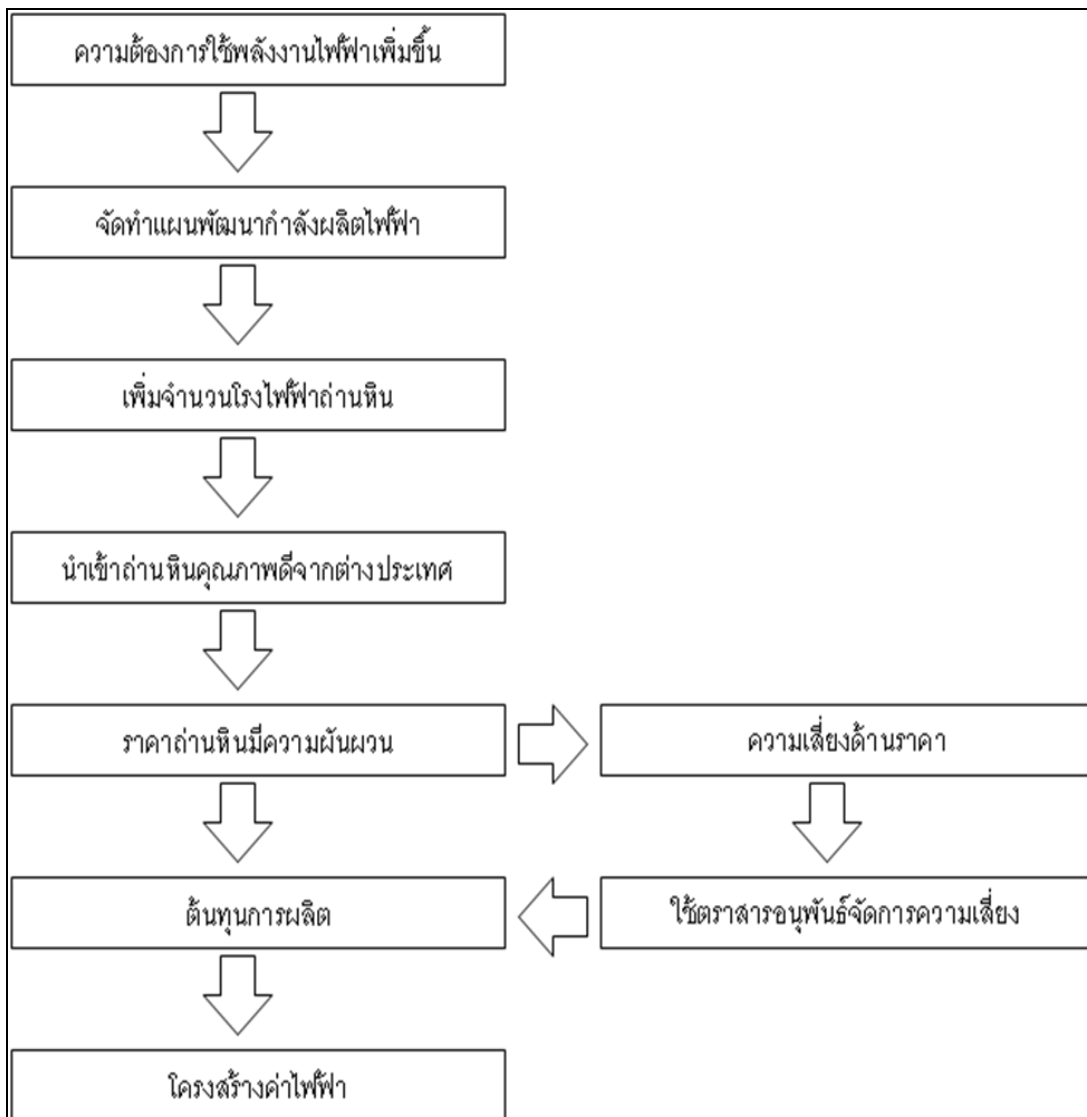 ความต้องการใช้พลังงานไฟฟ้าเพิ่มขึ้น
จัดทำแผนพัฒนากำลังผลิตไฟฟ้า
เพิ่มจำนวนโรงไฟฟ้าถ่านหิน
นำเข้าถ่านหินคุณภาพดีจากต่างประเทศ
ราคาถ่านหินมีความผันผวน
ความเสี่ยงด้านราคา
ต้นทุนการผลิต
ใช้ตราสารอนุพันธ์จัดการความเสี่ยง
โครงสร้างค่าไฟฟ้า